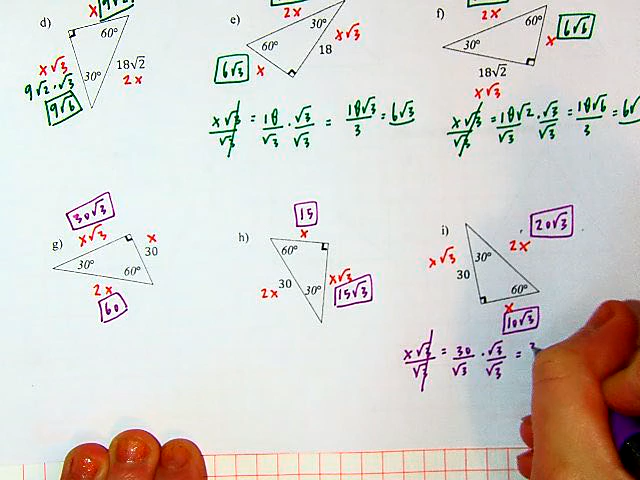 d)
x
60°
x√3
9√2·√3
9√6
30°
18√2
2x
e)
2x
30°
x√3
60°
18
6√3
x
x√3/√3 = 18/√3 · √3/√3 = 18√3/3 = 6√3
f)
2x
60°
6√6
x
30°
18√2
x√3
x√3/√3 = 18√2/√3 · √3/√3 = 18√6/3 =
30√3
g)
x√3
x
30
30°
60°
2x
60
h)
15
x
60°
x√3
2x
30
30°
15√3
i)
20√3
x√3
2x
30°
30
60°
x
10√3
x√3/√3 = 30/√3 · √3/√3 =